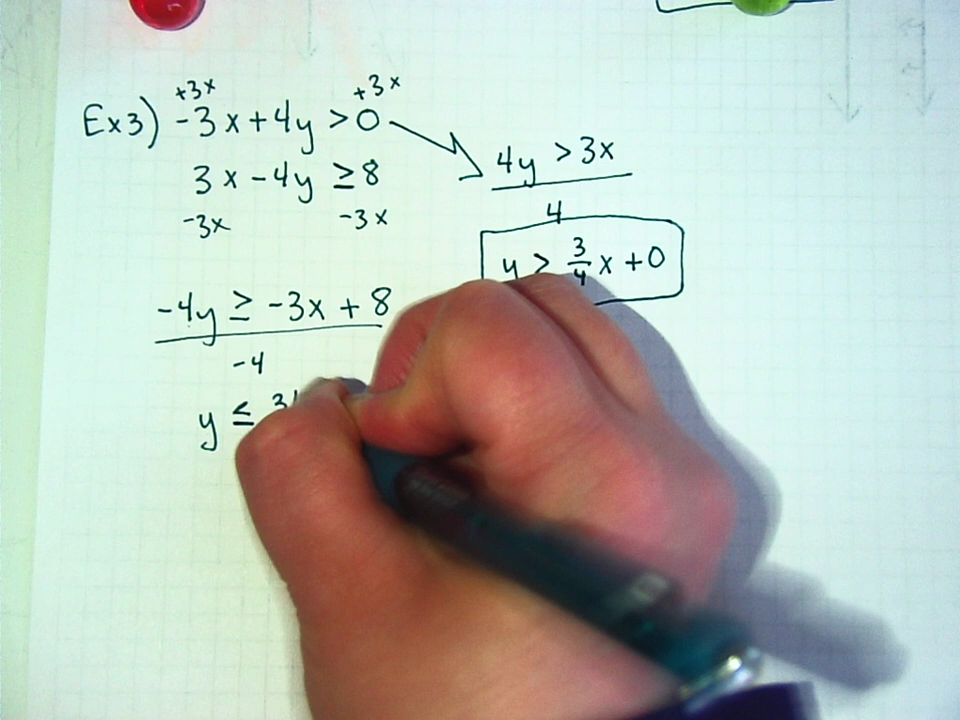 +3x +3x
Ex3) -3x+4y >0
3x-4y ≥8
-3x -3x
-4y ≥ -3x + 8
-4
y ≤
4y >3x
4
y > 3/4 x +0